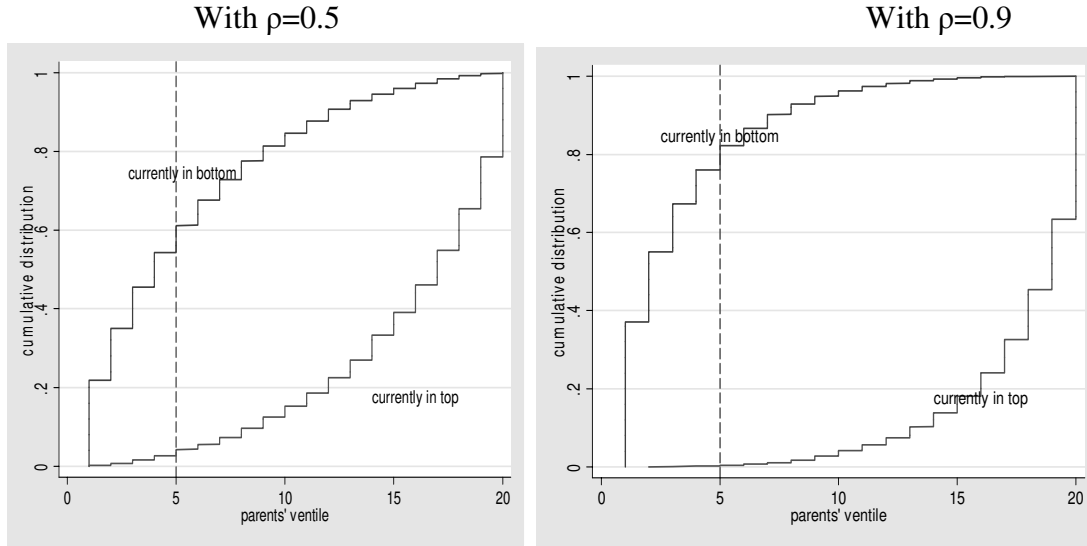 With ρ=0.5
With ρ=0.9
cumulative distribution
1
.8
.6
.4
.2
0
currently in bottom
currently in top
0 5 10 15 20
parents' ventile
cumulative distribution
1
.8
.6
.4
.2
0
currently in bottom
currently in top
0 5 10 15 20
parents' ventile